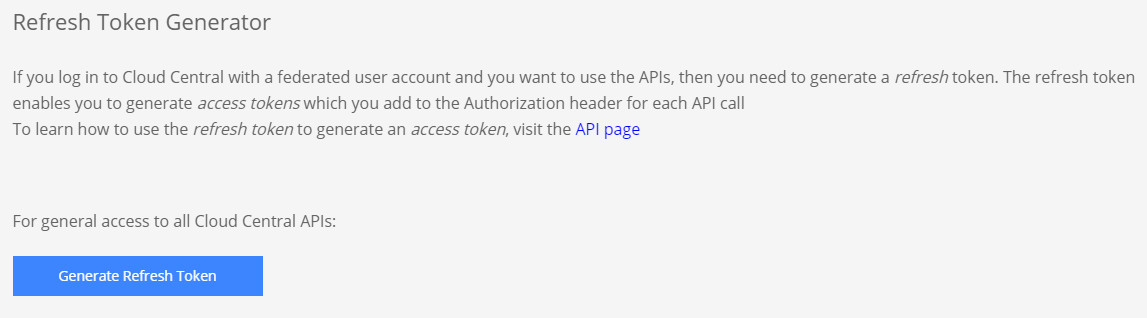 Refresh Token Generator
If you log in to Cloud Central with a federated user account and you want to use the APIs, then you need to generate a refresh token. The refresh token
enables you to generate access tokens which you add to the Authorization header for each API call
To learn how to use the refresh token to generate an access token, visit the API page
For general access to all Cloud Central APIs:
Generate Refresh Token